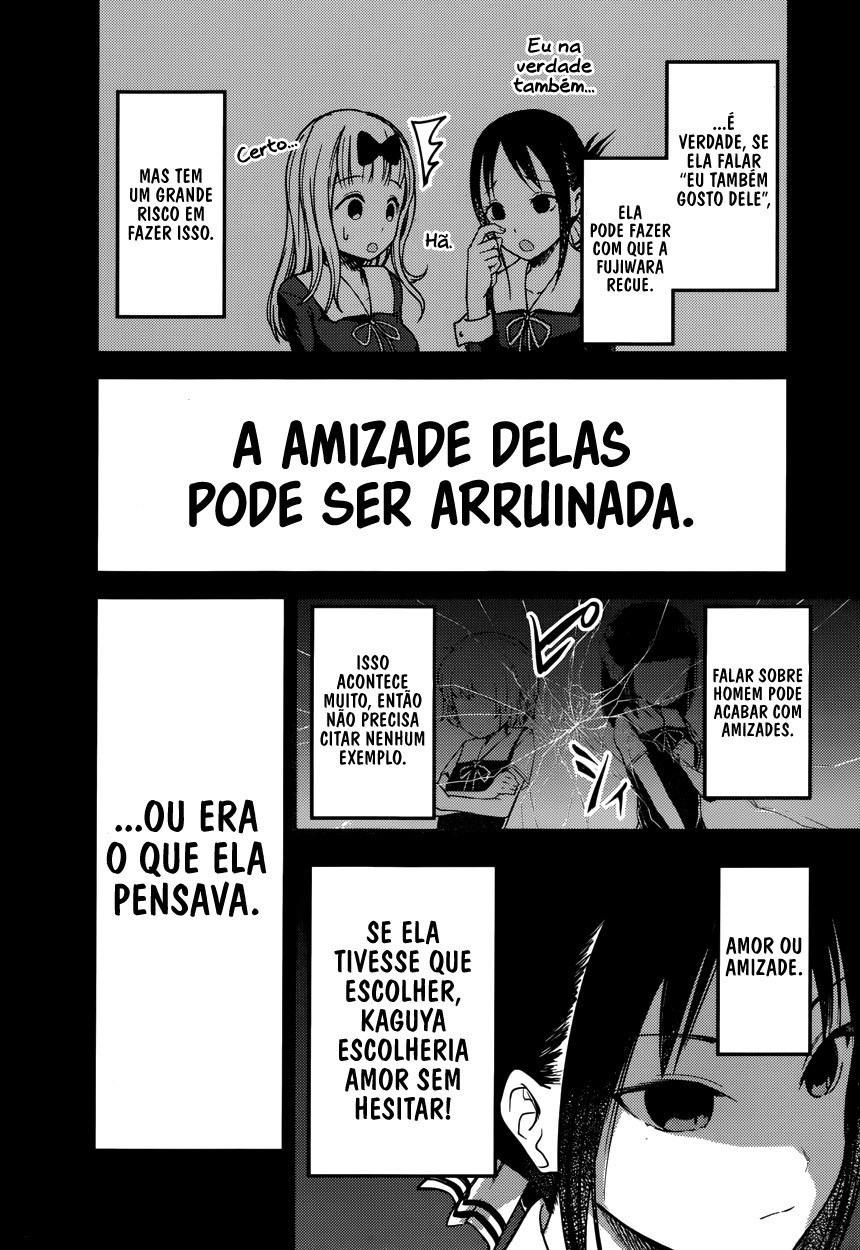 ...É
VERDADE, SE
ELA FALAR
“EU TAMBÉM
GOSTO DELE”,
Eu na
verdade
também...
ELA
PODE FAZER
COM QUE A
FUJIWARA
RECUE.
Hã.
Certo...
MAS TEM
UM GRANDE
RISCO EM
FAZER ISSO.
A AMIZADE DELAS
PODE SER ARRUINADA.
FALAR SOBRE
HOMEM PODE
ACABAR COM
AMIZADES.
ピシッ
ISSO
ACONTECE
MUITO, ENTÃO
NÃO PRECISA
CITAR NENHUM
EXEMPLO.
AMOR OU
AMIZADE.
SE ELA
TIVESSE QUE
ESCOLHER,
KAGUYA
ESCOLHERIA
AMOR SEM
HESITAR!
...OU ERA
O QUE ELA
PENSAVA.